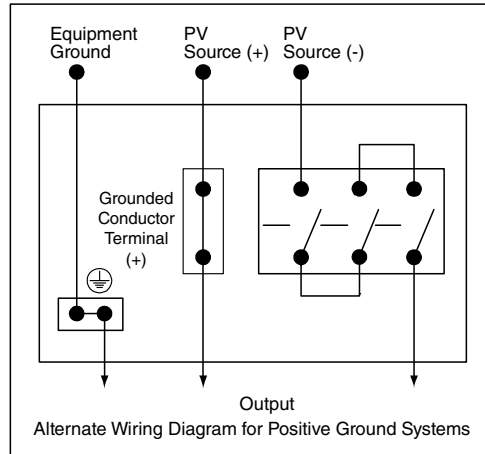 Equipment
Ground
PV
Source (+)
PV
Source (-)
Grounded
Conductor
Terminal
(+)
Output
Alternate Wiring Diagram for Positive Ground Systems